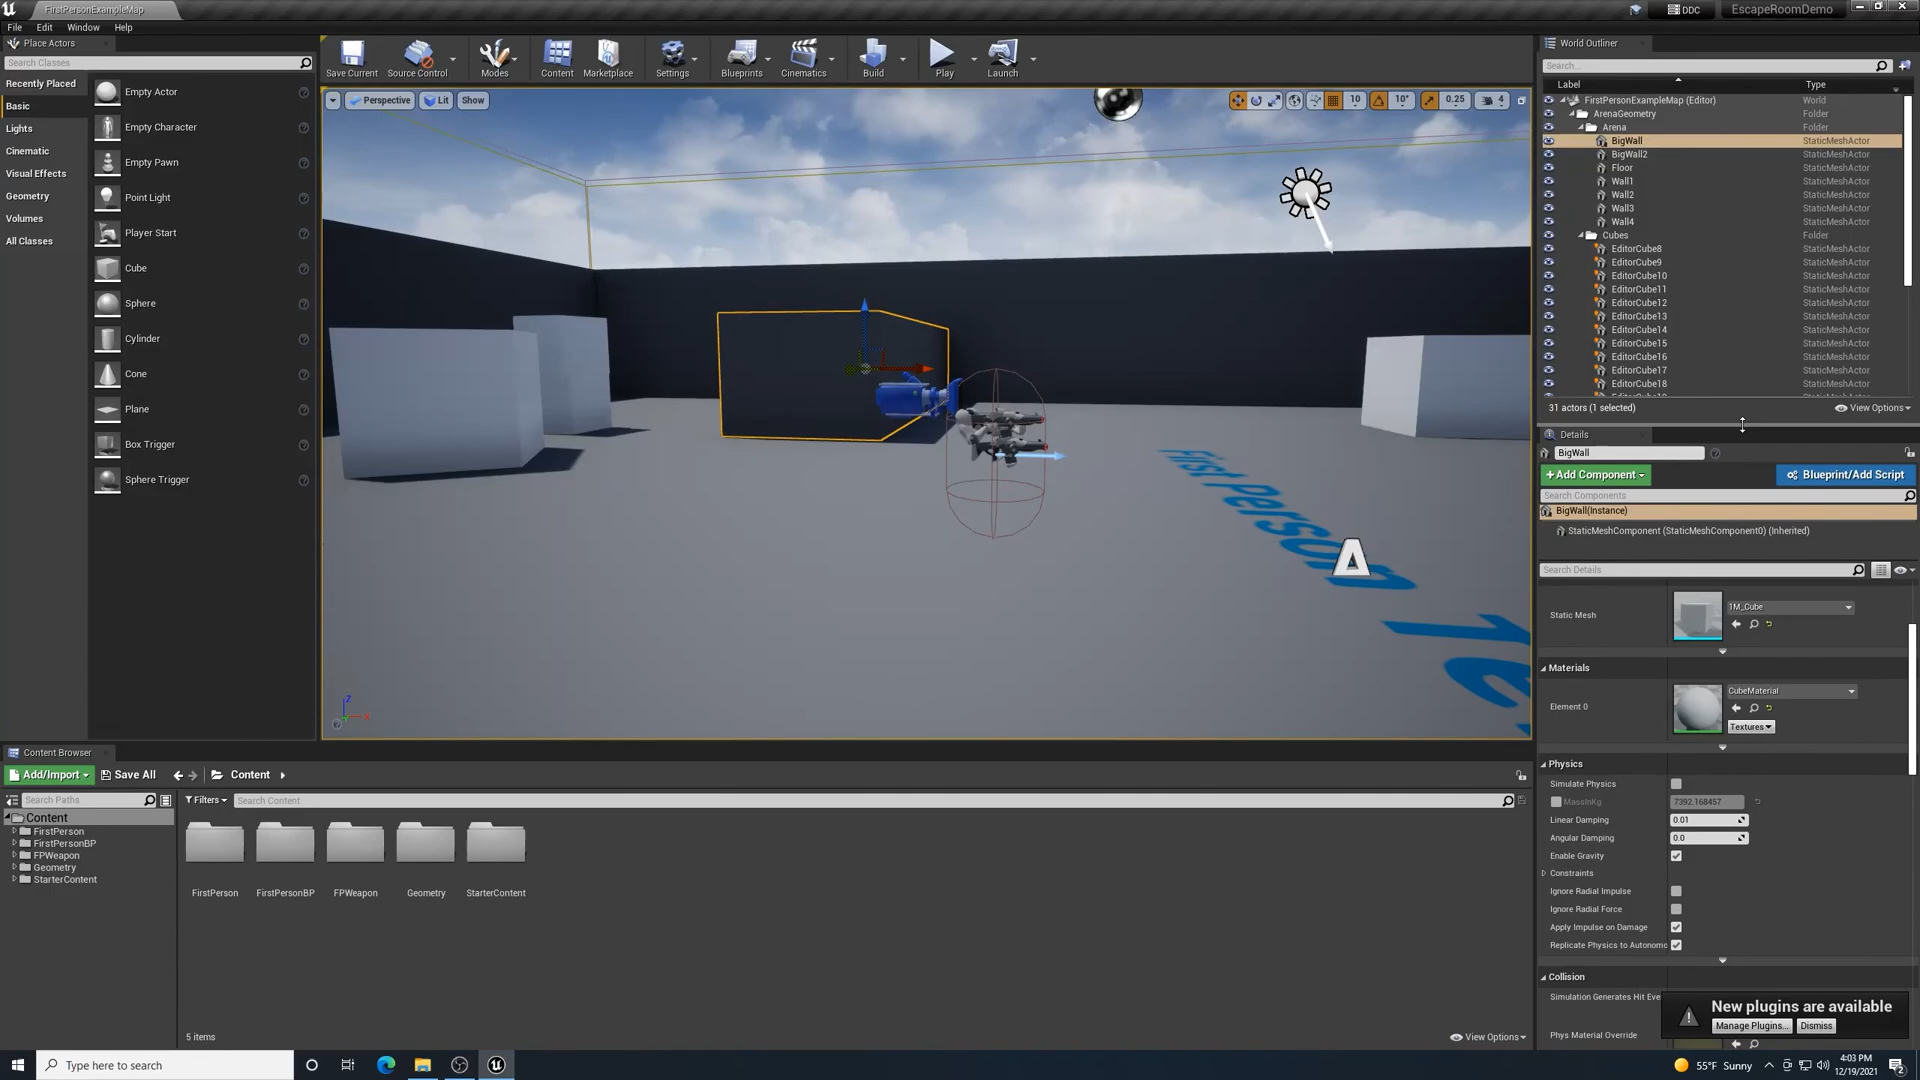 FirstPersonExampleMap
DDC
EscapeRoomDemo
File Edit Window Help
Place Actors
Search Classes
Recently Placed
Basic
Lights
Cinematic
Visual Effects
Geometry
Volumes
All Classes
Empty Actor
Empty Character
Empty Pawn
Point Light
Player Start
Cube
Sphere
Cylinder
Cone
Plane
Box Trigger
Sphere Trigger
Save Current Source Control Modes Content Marketplace Settings Blueprints Cinematics Build Play Launch
Perspective Lit Show
10 10° 0.25 4
First Person Te
Z
X
World Outliner
Search...
Label Type
FirstPersonExampleMap (Editor) World
ArenaGeometry Folder
Arena Folder
BigWall StaticMeshActor
BigWall2 StaticMeshActor
Floor StaticMeshActor
Wall1 StaticMeshActor
Wall2 StaticMeshActor
Wall3 StaticMeshActor
Wall4 StaticMeshActor
Cubes Folder
EditorCube8 StaticMeshActor
EditorCube9 StaticMeshActor
EditorCube10 StaticMeshActor
EditorCube11 StaticMeshActor
EditorCube12 StaticMeshActor
EditorCube13 StaticMeshActor
EditorCube14 StaticMeshActor
EditorCube15 StaticMeshActor
EditorCube16 StaticMeshActor
EditorCube17 StaticMeshActor
EditorCube18 StaticMeshActor
31 actors (1 selected) View Options
Details
BigWall
+Add Component Blueprint/Add Script
Search Components
BigWall(Instance)
StaticMeshComponent (StaticMeshComponent0) (Inherited)
Search Details
Static Mesh 1M_Cube
Materials
Element 0 CubeMaterial
Textures
Physics
Simulate Physics
MassInKg 7392.168457
Linear Damping 0.01
Angular Damping 0.0
Enable Gravity
Constraints
Ignore Radial Impulse
Ignore Radial Force
Apply Impulse on Damage
Replicate Physics to Autonomo
Collision
Simulation Generates Hit Eve
Phys Material Override
New plugins are available
Manage Plugins... Dismiss
Content Browser
Add/Import Save All Content
Search Paths
Filters Search Content
Content
FirstPerson
FirstPersonBP
FPWeapon
Geometry
StarterContent
FirstPerson FirstPersonBP FPWeapon Geometry StarterContent
5 items View Options
Type here to search
55°F Sunny
4:03 PM
12/19/2021
2